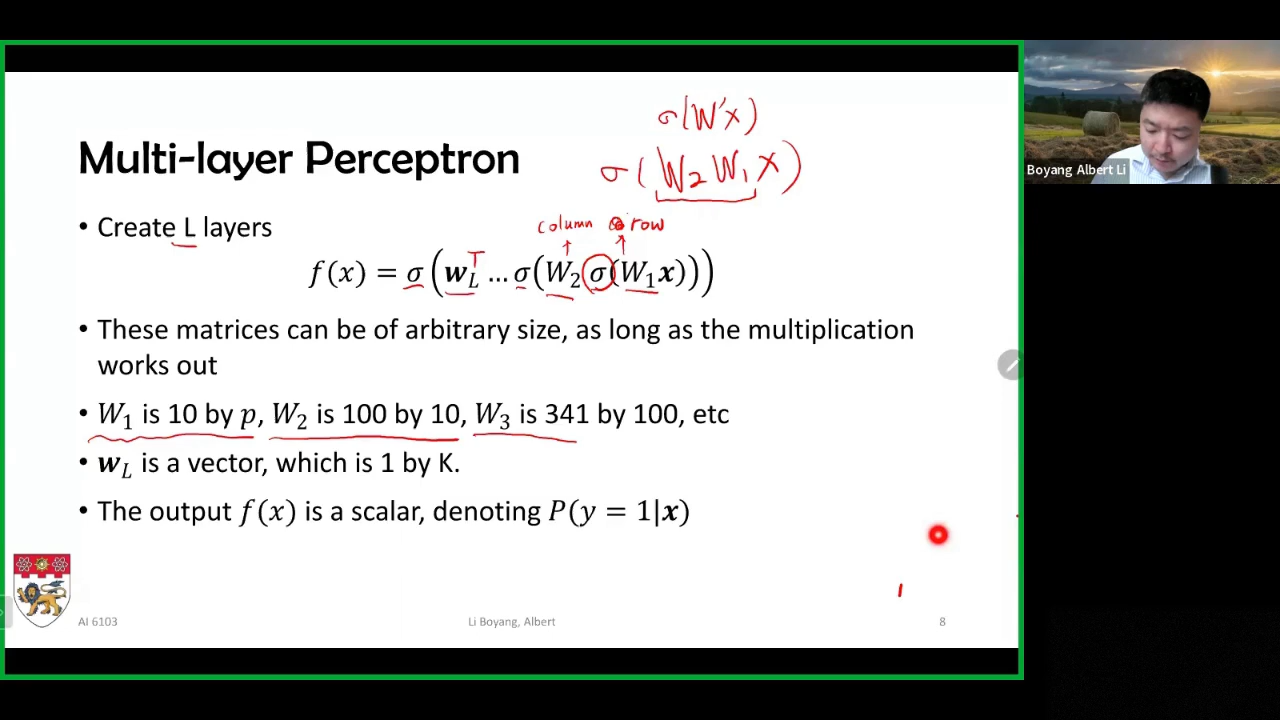 σ(W'x)
Multi-layer Perceptron
σ(W₂W₁x)
• Create L layers
column row
f(x) = σ(w_L^T … σ(W₂ σ(W₁x)))
• These matrices can be of arbitrary size, as long as the multiplication
works out
• W₁ is 10 by p, W₂ is 100 by 10, W₃ is 341 by 100, etc
• w_L is a vector, which is 1 by K.
• The output f(x) is a scalar, denoting P(y = 1|x)
AI 6103
Li Boyang, Albert
8
Boyang Albert Li